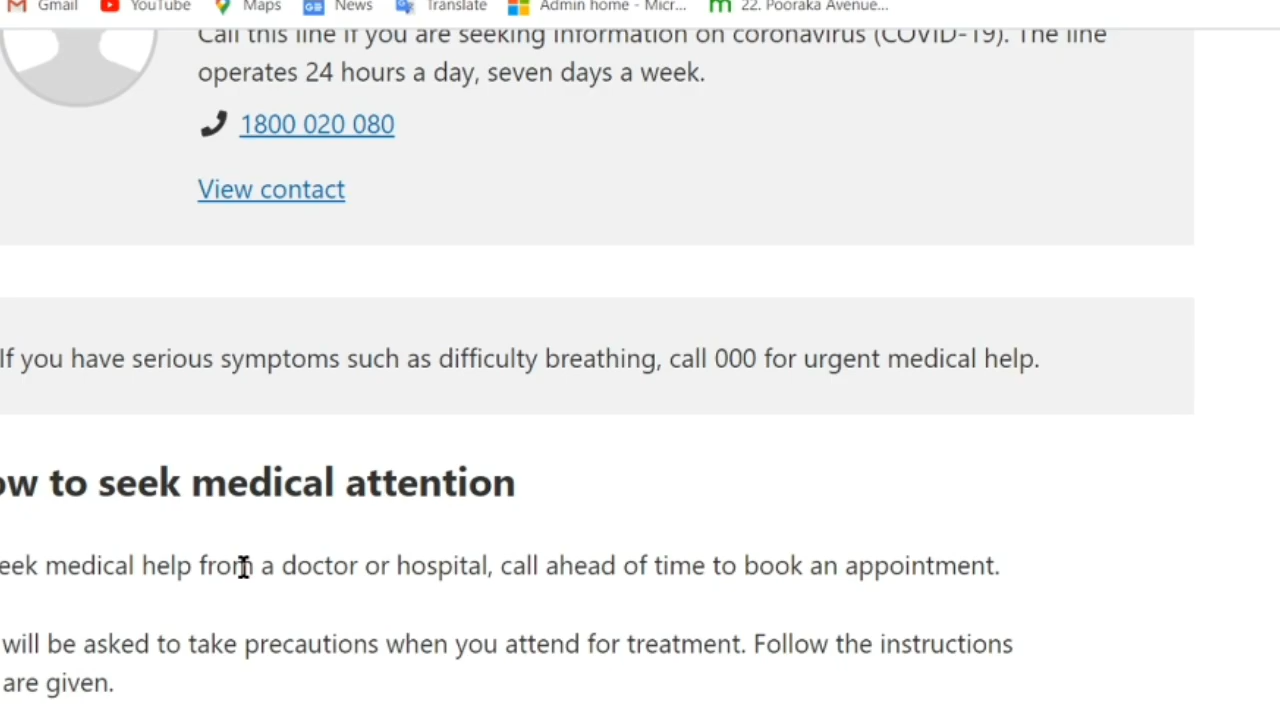 Gmail YouTube Maps News Translate Admin home - Micr... 22. Pooraka Avenue...
Call this line if you are seeking information on coronavirus (COVID-19). The line
operates 24 hours a day, seven days a week.
1800 020 080
View contact
If you have serious symptoms such as difficulty breathing, call 000 for urgent medical help.
ow to seek medical attention
eek medical help from a doctor or hospital, call ahead of time to book an appointment.
will be asked to take precautions when you attend for treatment. Follow the instructions
are given.